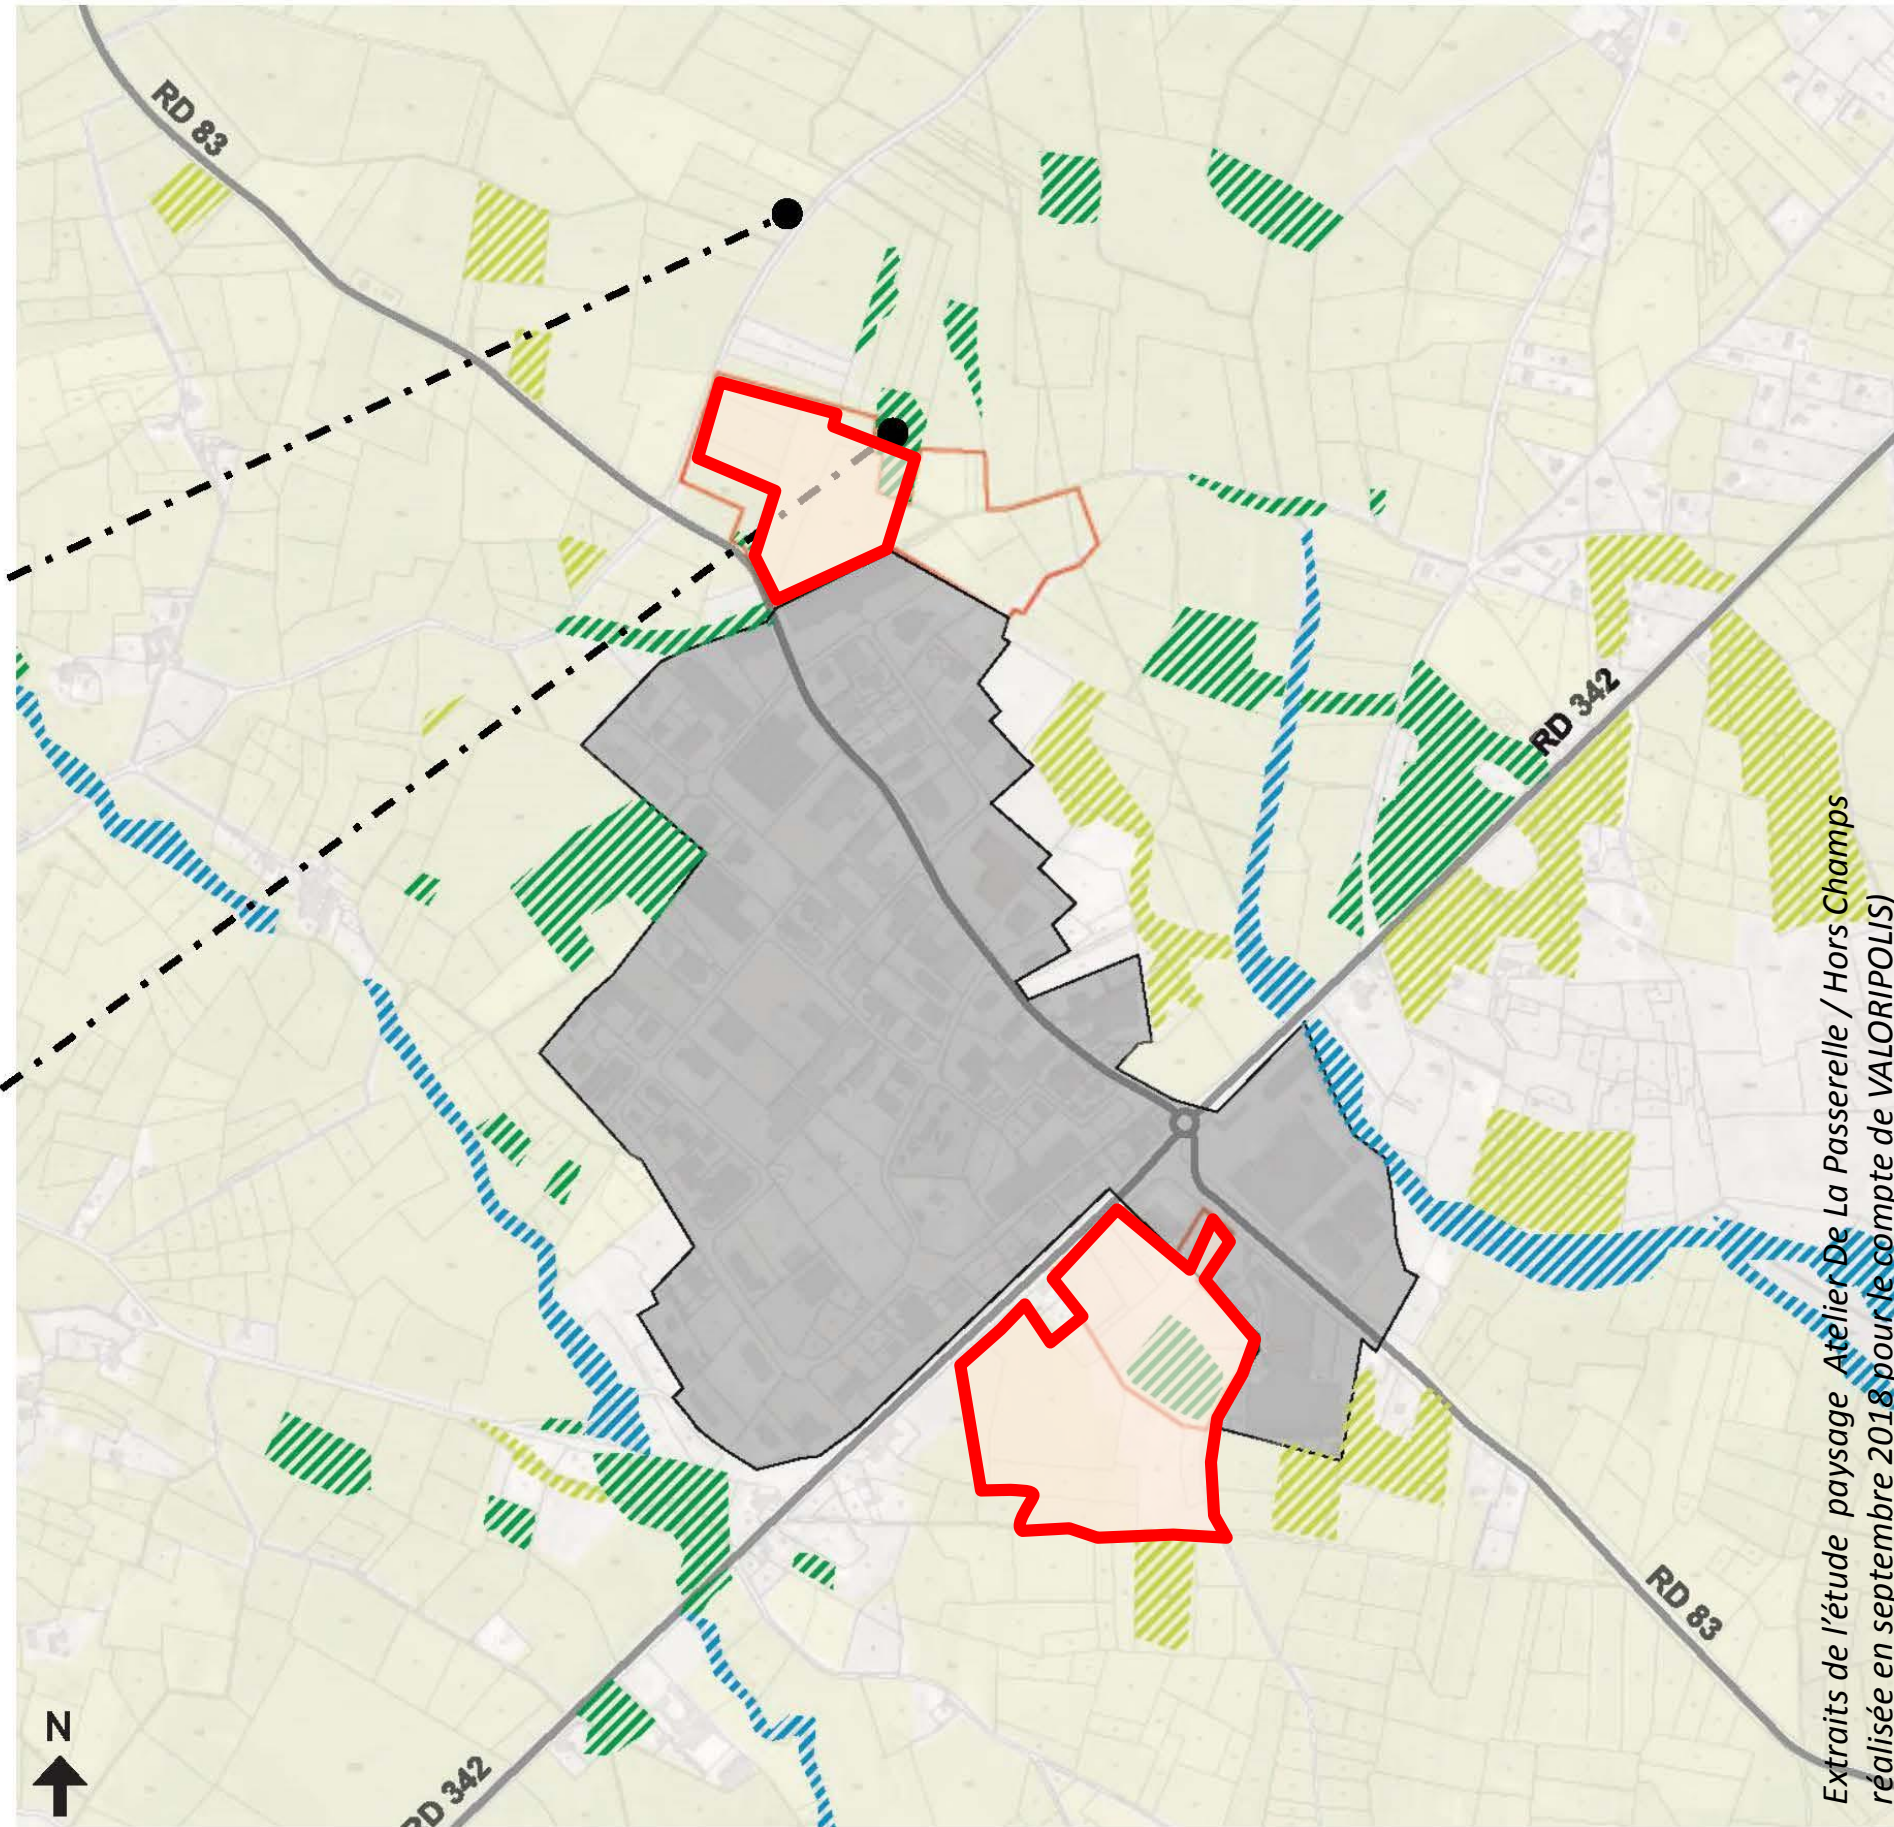 RD 83
RD 342
RD 83
RD 342
N
Extraits de l'étude paysage Atelier De La Passerelle / Hors Champs
réalisée en septembre 2018 pour le compte de VALORIPOLIS)